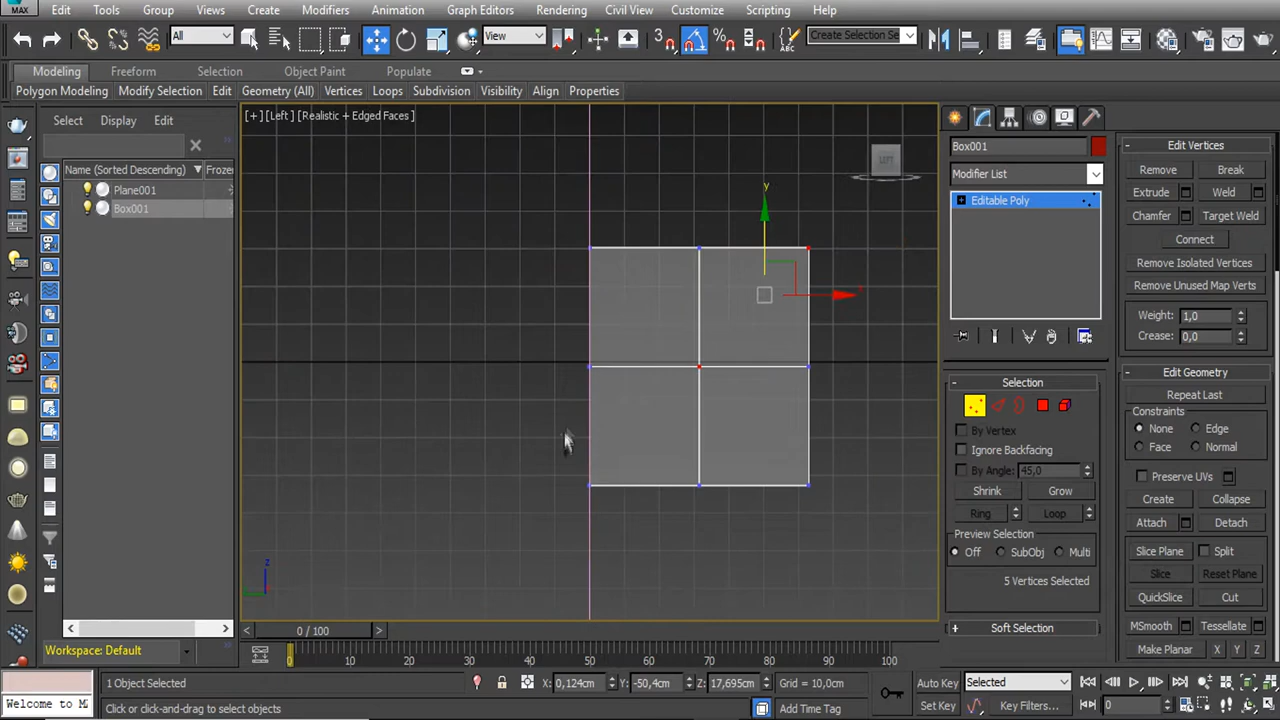 MAX Edit Tools Group Views Create Modifiers Animation Graph Editors Rendering Civil View Customize Scripting Help
All View 3 Create Selection Se
Modeling Freeform Selection Object Paint Populate
Polygon Modeling Modify Selection Edit Geometry (All) Vertices Loops Subdivision Visibility Align Properties
Select Display Edit
[+] [Left] [Realistic + Edged Faces]
Name (Sorted Descending) Frozen
Plane001
Box001
LEFT
y
x
z
Box001
Modifier List
Editable Poly
Selection
By Vertex
Ignore Backfacing
By Angle: 45,0
Shrink Grow
Ring Loop
Preview Selection
Off SubObj Multi
5 Vertices Selected
Soft Selection
Edit Vertices
Remove Break
Extrude Weld
Chamfer Target Weld
Connect
Remove Isolated Vertices
Remove Unused Map Verts
Weight: 1,0
Crease: 0,0
Edit Geometry
Repeat Last
Constraints
None Edge
Face Normal
Preserve UVs
Create Collapse
Attach Detach
Slice Plane Split
Slice Reset Plane
QuickSlice Cut
MSmooth Tessellate
Make Planar X Y Z
0 / 100
Workspace: Default
0 10 20 30 40 50 60 70 80 90 100
1 Object Selected X: 0,124cm Y: -50,4cm Z: 17,695cm Grid = 10,0cm Auto Key Selected
Welcome to M Click or click-and-drag to select objects Add Time Tag Set Key Key Filters... 0